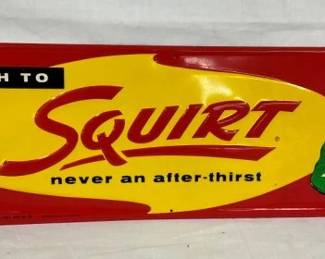 H TO
SQUIRT
never an after-thirst